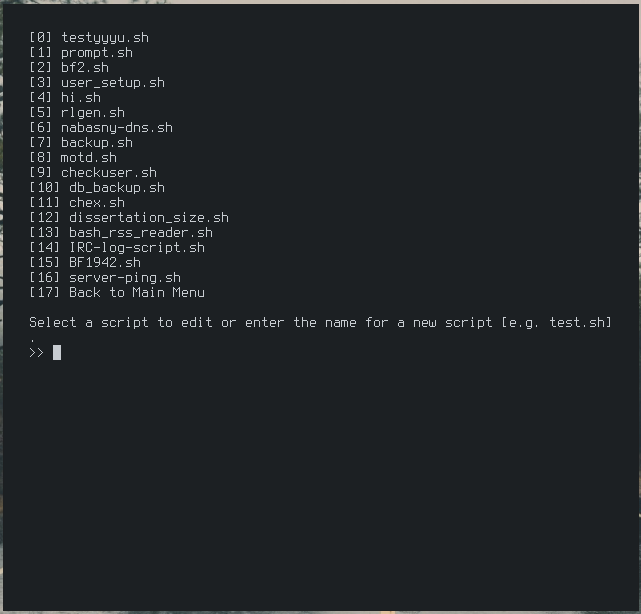 [0] testyyyu.sh
[1] prompt.sh
[2] bf2.sh
[3] user_setup.sh
[4] hi.sh
[5] rlgen.sh
[6] nabasny-dns.sh
[7] backup.sh
[8] motd.sh
[9] checkuser.sh
[10] db_backup.sh
[11] chex.sh
[12] dissertation_size.sh
[13] bash_rss_reader.sh
[14] IRC-log-script.sh
[15] BF1942.sh
[16] server-ping.sh
[17] Back to Main Menu
Select a script to edit or enter the name for a new script [e.g. test.sh]
.
>>